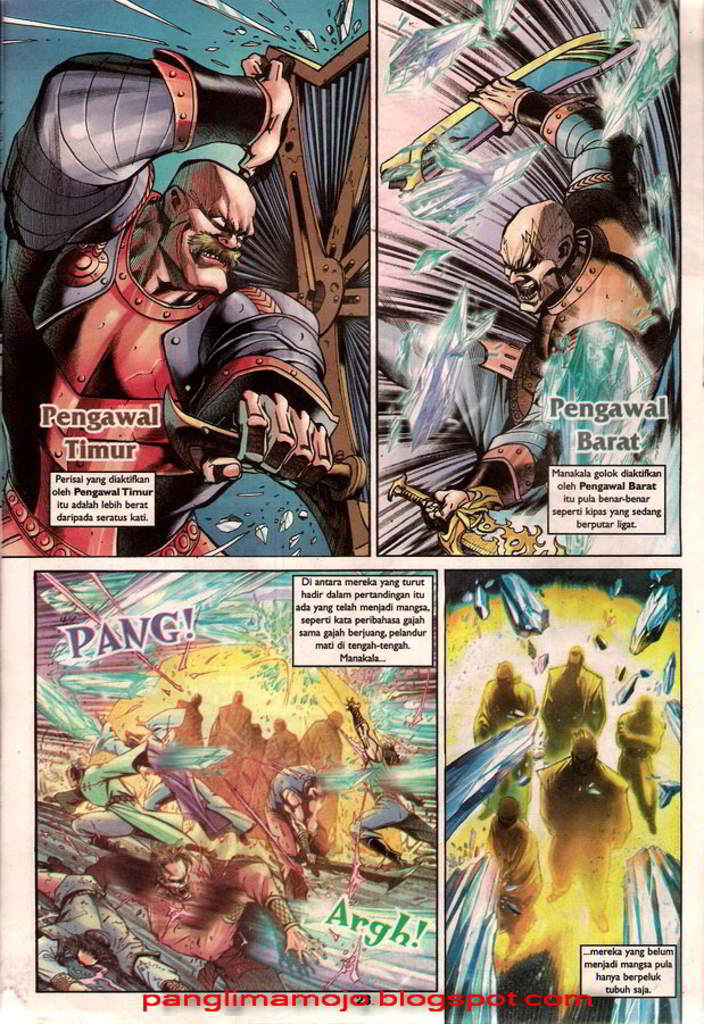 Pengawal
Timur
Perisai yang diaktifkan
oleh Pengawal Timur
itu adalah lebih berat
daripada seratus kati.
Pengawal
Barat
Manakala golok diaktifkan
oleh Pengawal Barat
itu pula benar-benar
seperti kipas yang sedang
berputar ligat.
PANG!
Di antara mereka yang turut
hadir dalam pertandingan itu
ada yang telah menjadi mangsa,
seperti kata peribahasa gajah
sama gajah berjuang, pelandur
mati di tengah-tengah.
Manakala...
Argh!
...mereka yang belum
menjadi mangsa pula
hanya berpeluk
tubuh saja.
panglimamojo.blogspot.com